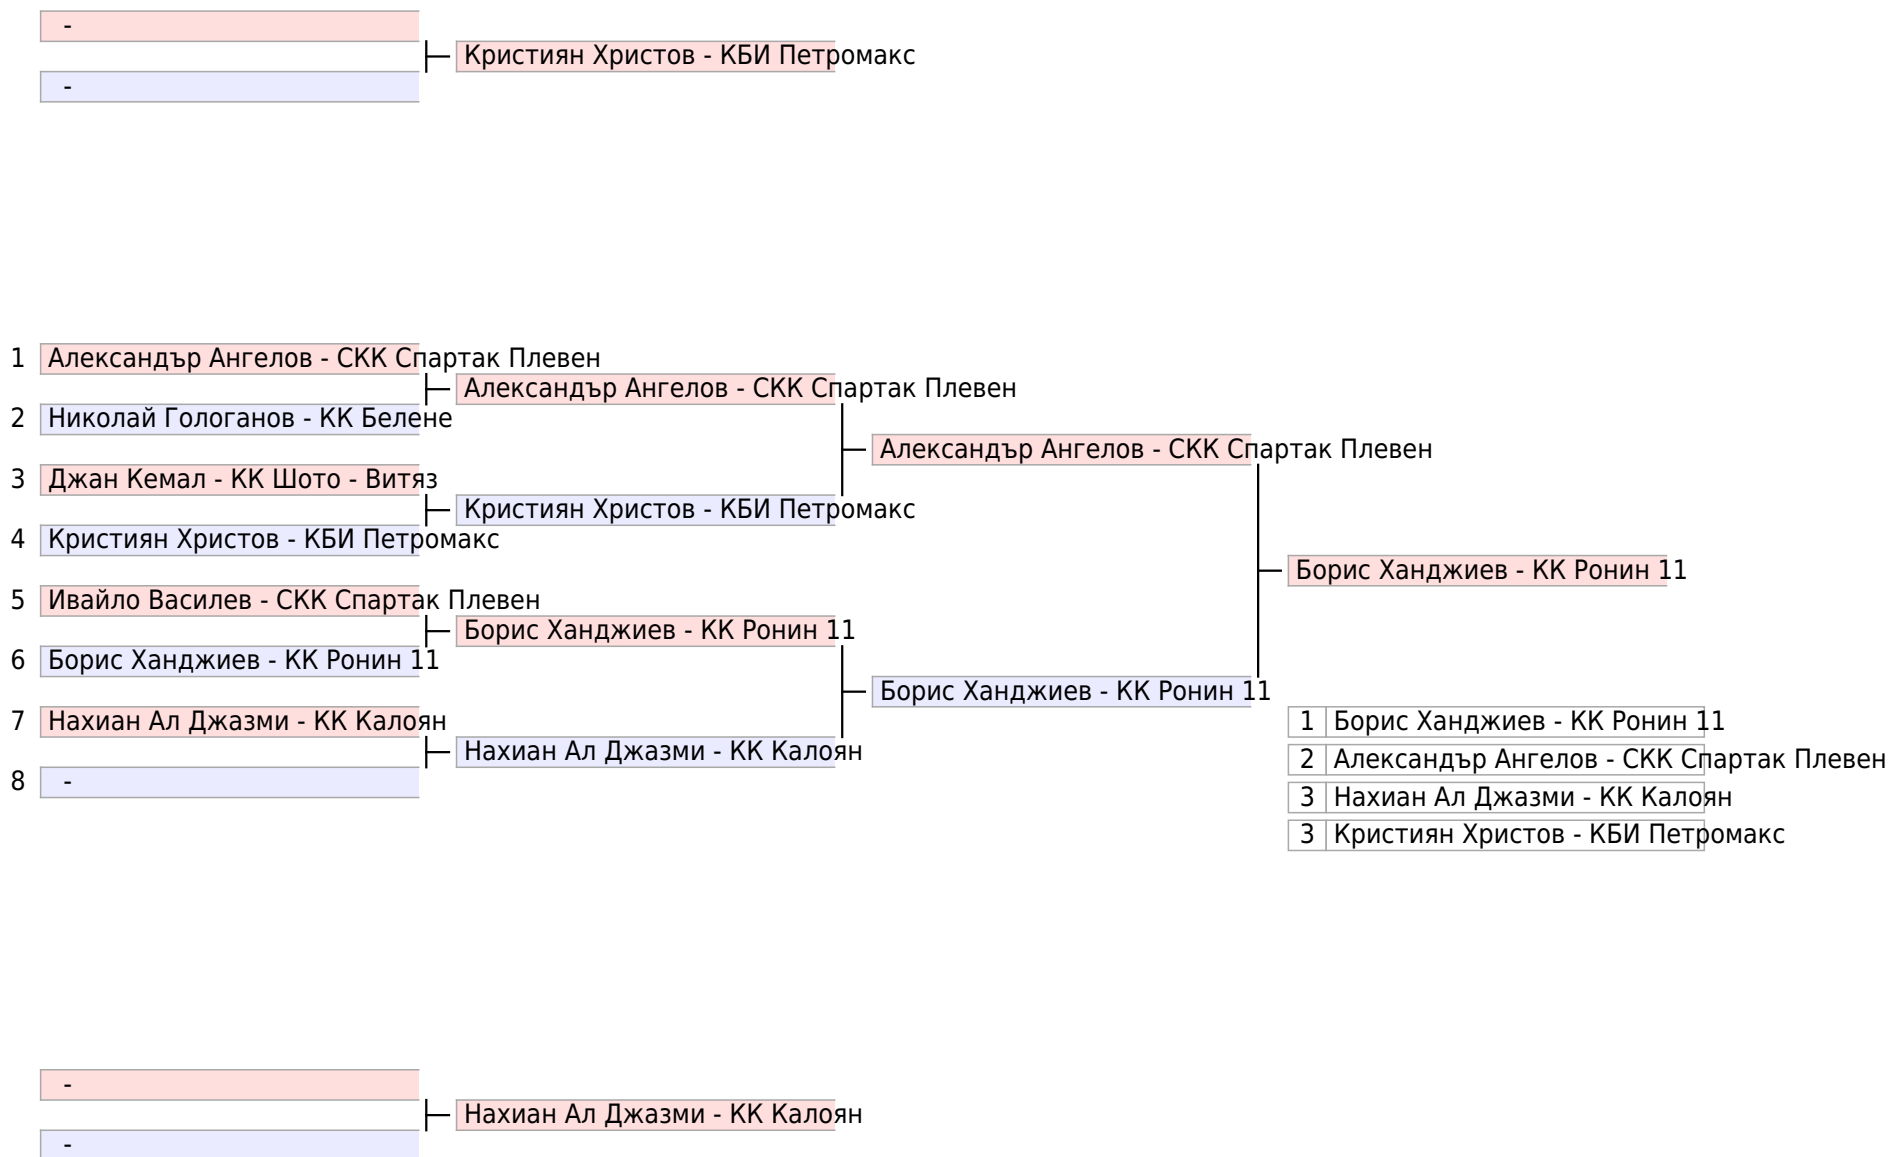 -
Кристиян Христов - КБИ Петромакс
-
1 Александър Ангелов - СКК Спартак Плевен
Александър Ангелов - СКК Спартак Плевен
2 Николай Гологанов - КК Белене
Александър Ангелов - СКК Спартак Плевен
3 Джан Кемал - КК Шото - Витяз
Кристиян Христов - КБИ Петромакс
4 Кристиян Христов - КБИ Петромакс
Борис Ханджиев - КК Ронин 11
5 Ивайло Василев - СКК Спартак Плевен
Борис Ханджиев - КК Ронин 11
6 Борис Ханджиев - КК Ронин 11
Борис Ханджиев - КК Ронин 11
7 Нахиан Ал Джазми - КК Калоян
Нахиан Ал Джазми - КК Калоян
8 -
1 Борис Ханджиев - КК Ронин 11
2 Александър Ангелов - СКК Спартак Плевен
3 Нахиан Ал Джазми - КК Калоян
3 Кристиян Христов - КБИ Петромакс
-
Нахиан Ал Джазми - КК Калоян
-